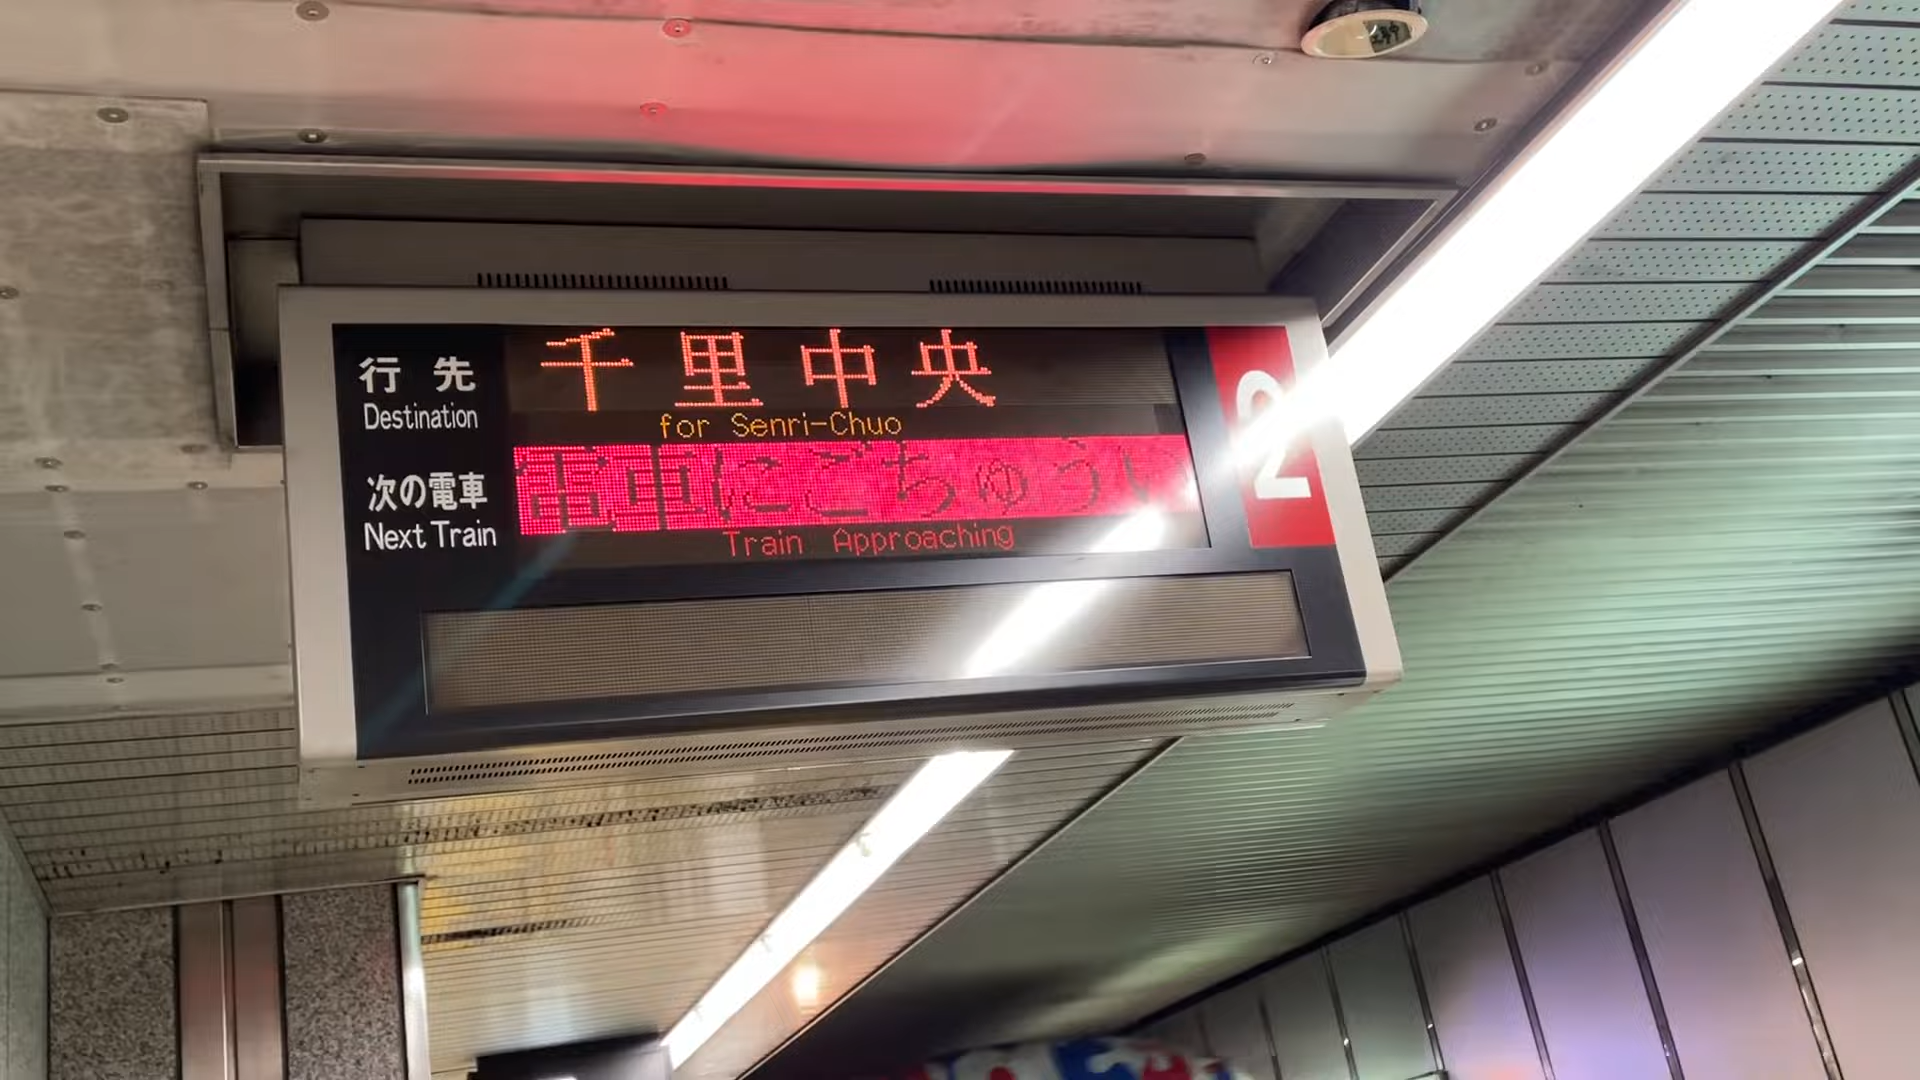 行先 千里中央
Destination for Senri-Chuo
次の電車 電車にごちゅうい
Next Train Train Approaching
2